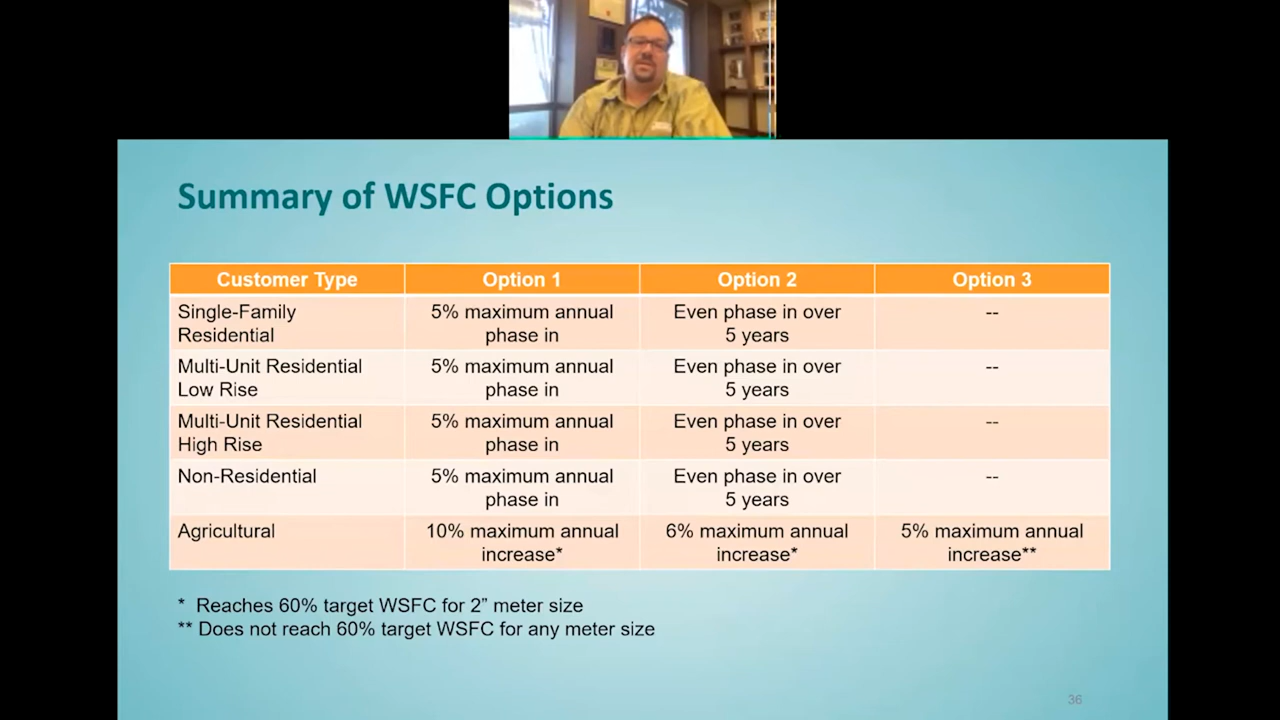 Summary of WSFC Options
Customer Type Option 1 Option 2 Option 3
Single-Family Residential 5% maximum annual phase in Even phase in over 5 years --
Multi-Unit Residential Low Rise 5% maximum annual phase in Even phase in over 5 years --
Multi-Unit Residential High Rise 5% maximum annual phase in Even phase in over 5 years --
Non-Residential 5% maximum annual phase in Even phase in over 5 years --
Agricultural 10% maximum annual increase* 6% maximum annual increase* 5% maximum annual increase**
* Reaches 60% target WSFC for 2” meter size
** Does not reach 60% target WSFC for any meter size
36